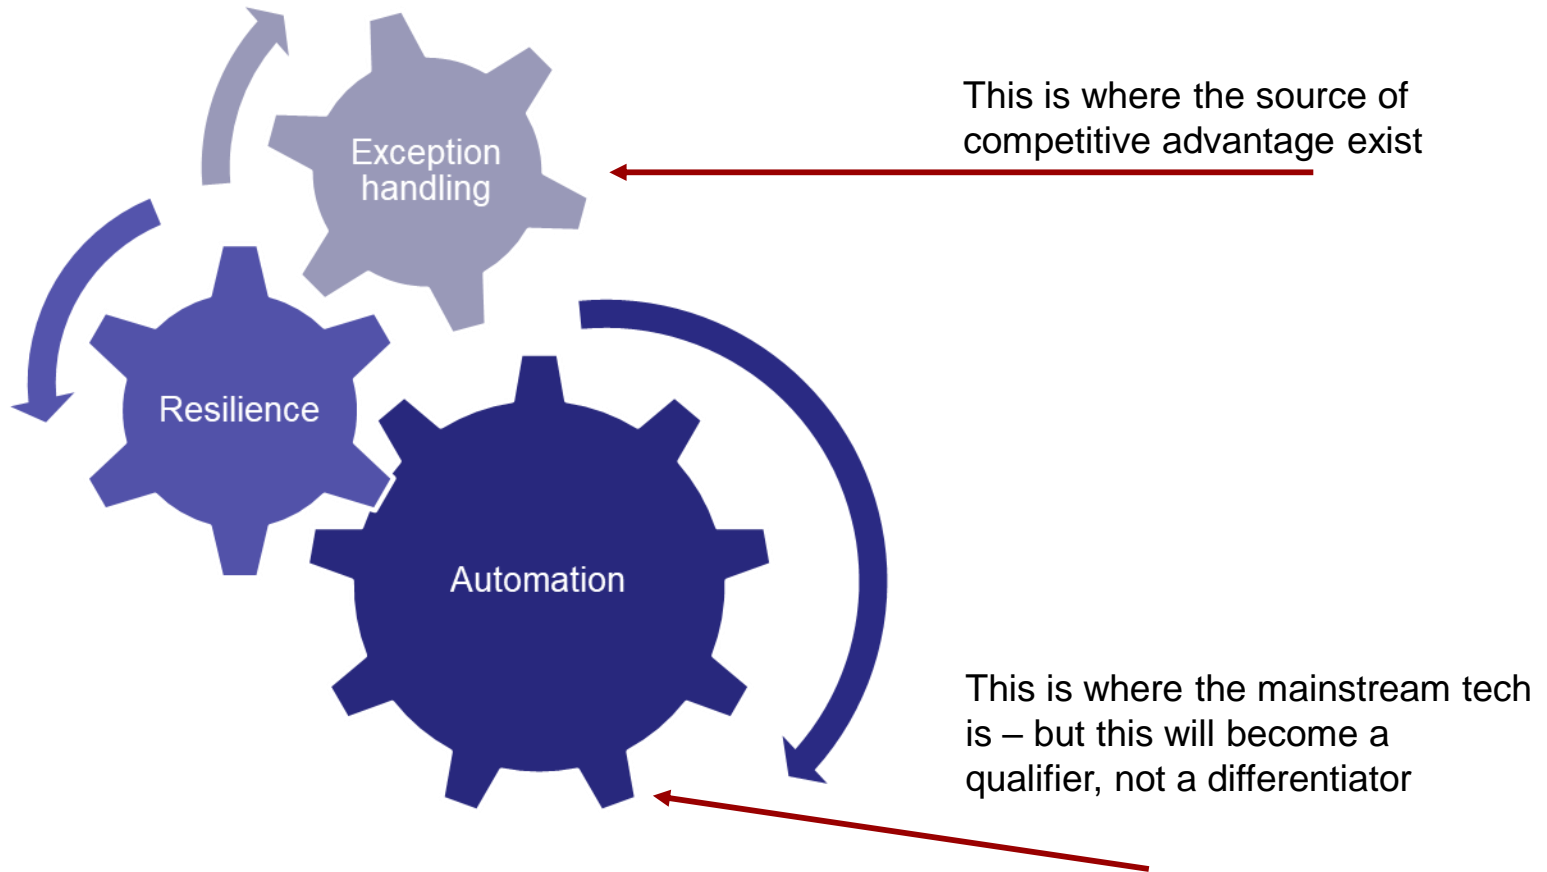 This is where the source of
competitive advantage exist
Exception
handling
Resilience
Automation
This is where the mainstream tech
is – but this will become a
qualifier, not a differentiator